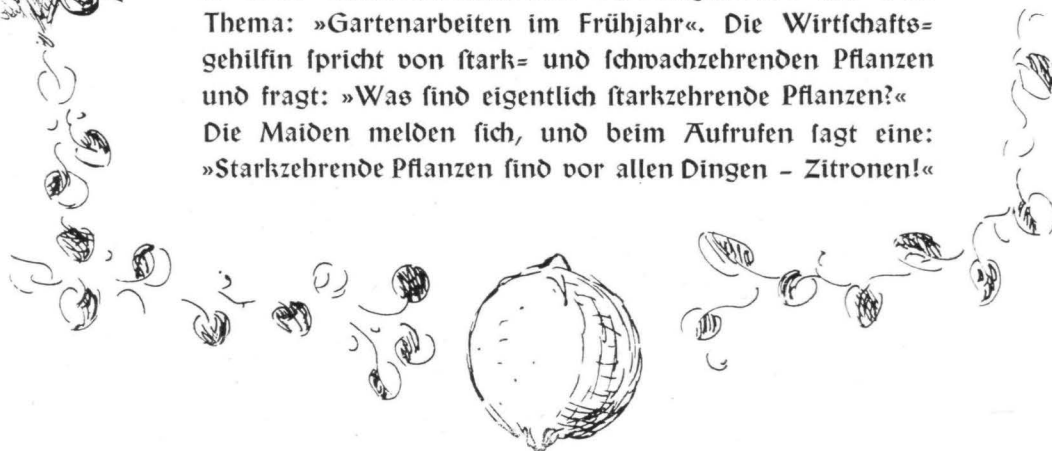 Thema: »Gartenarbeiten im Frühjahr«. Die Wirtſchafts=
gehilfin ſpricht von ſtark= und ſchwachzehrenden Pflanzen
und fragt: »Was ſind eigentlich ſtarkzehrende Pflanzen?«
Die Maiden melden ſich, und beim Aufrufen ſagt eine:
»Starkzehrende Pflanzen ſind vor allen Dingen – Zitronen!«